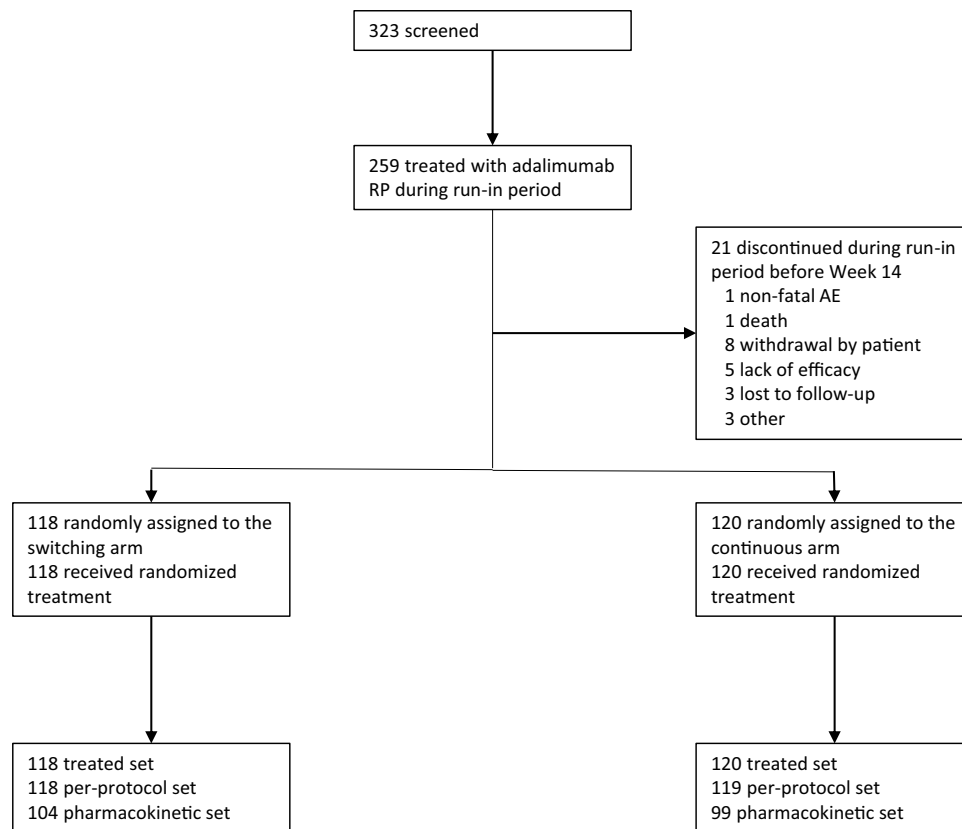 323 screened
259 treated with adalimumab
RP during run-in period
21 discontinued during run-in
period before Week 14
1 non-fatal AE
1 death
8 withdrawal by patient
5 lack of efficacy
3 lost to follow-up
3 other
118 randomly assigned to the
switching arm
118 received randomized
treatment
120 randomly assigned to the
continuous arm
120 received randomized
treatment
118 treated set
118 per-protocol set
104 pharmacokinetic set
120 treated set
119 per-protocol set
99 pharmacokinetic set